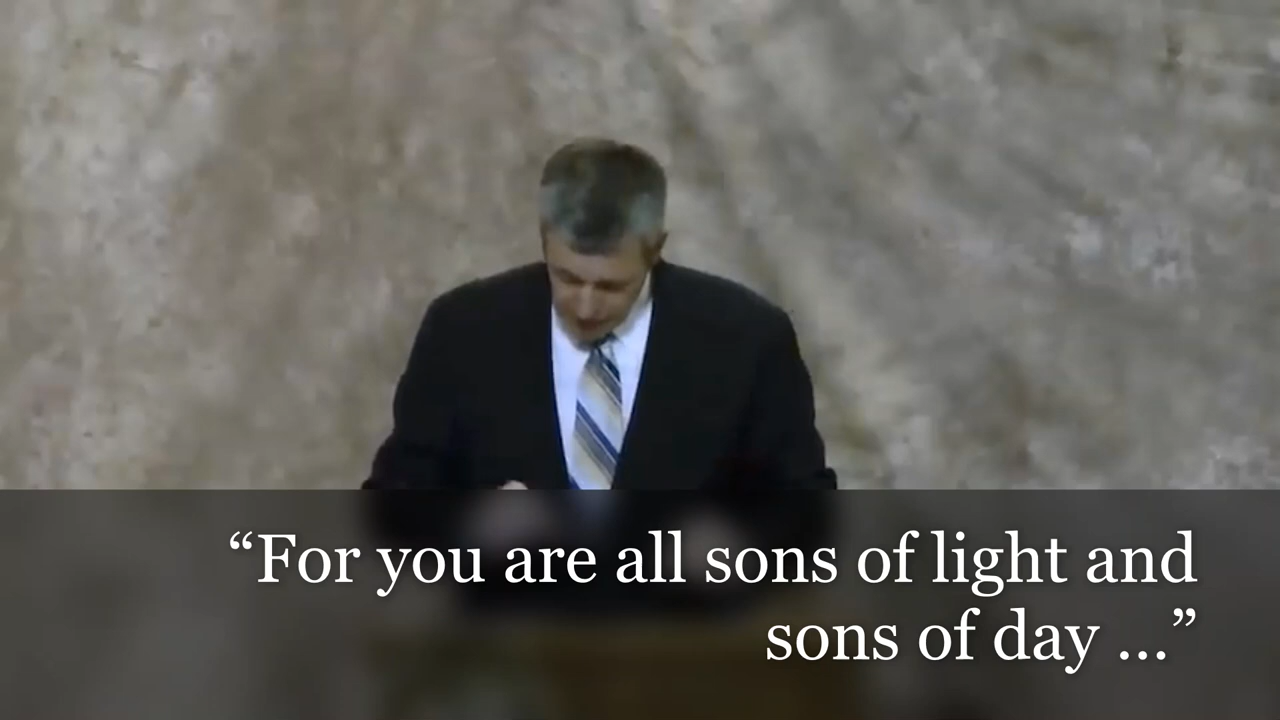 “For you are all sons of light and
sons of day ...”